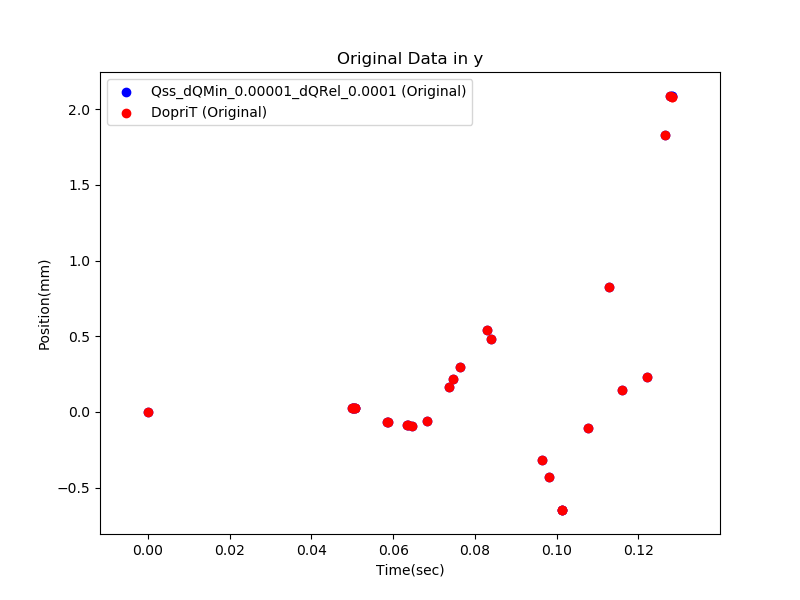 Original Data in y
Qss_dQMin_0.00001_dQRel_0.0001 (Original)
DopriT (Original)
2.0
1.5
1.0
0.5
0.0
−0.5
Position(mm)
0.00 0.02 0.04 0.06 0.08 0.10 0.12
Time(sec)